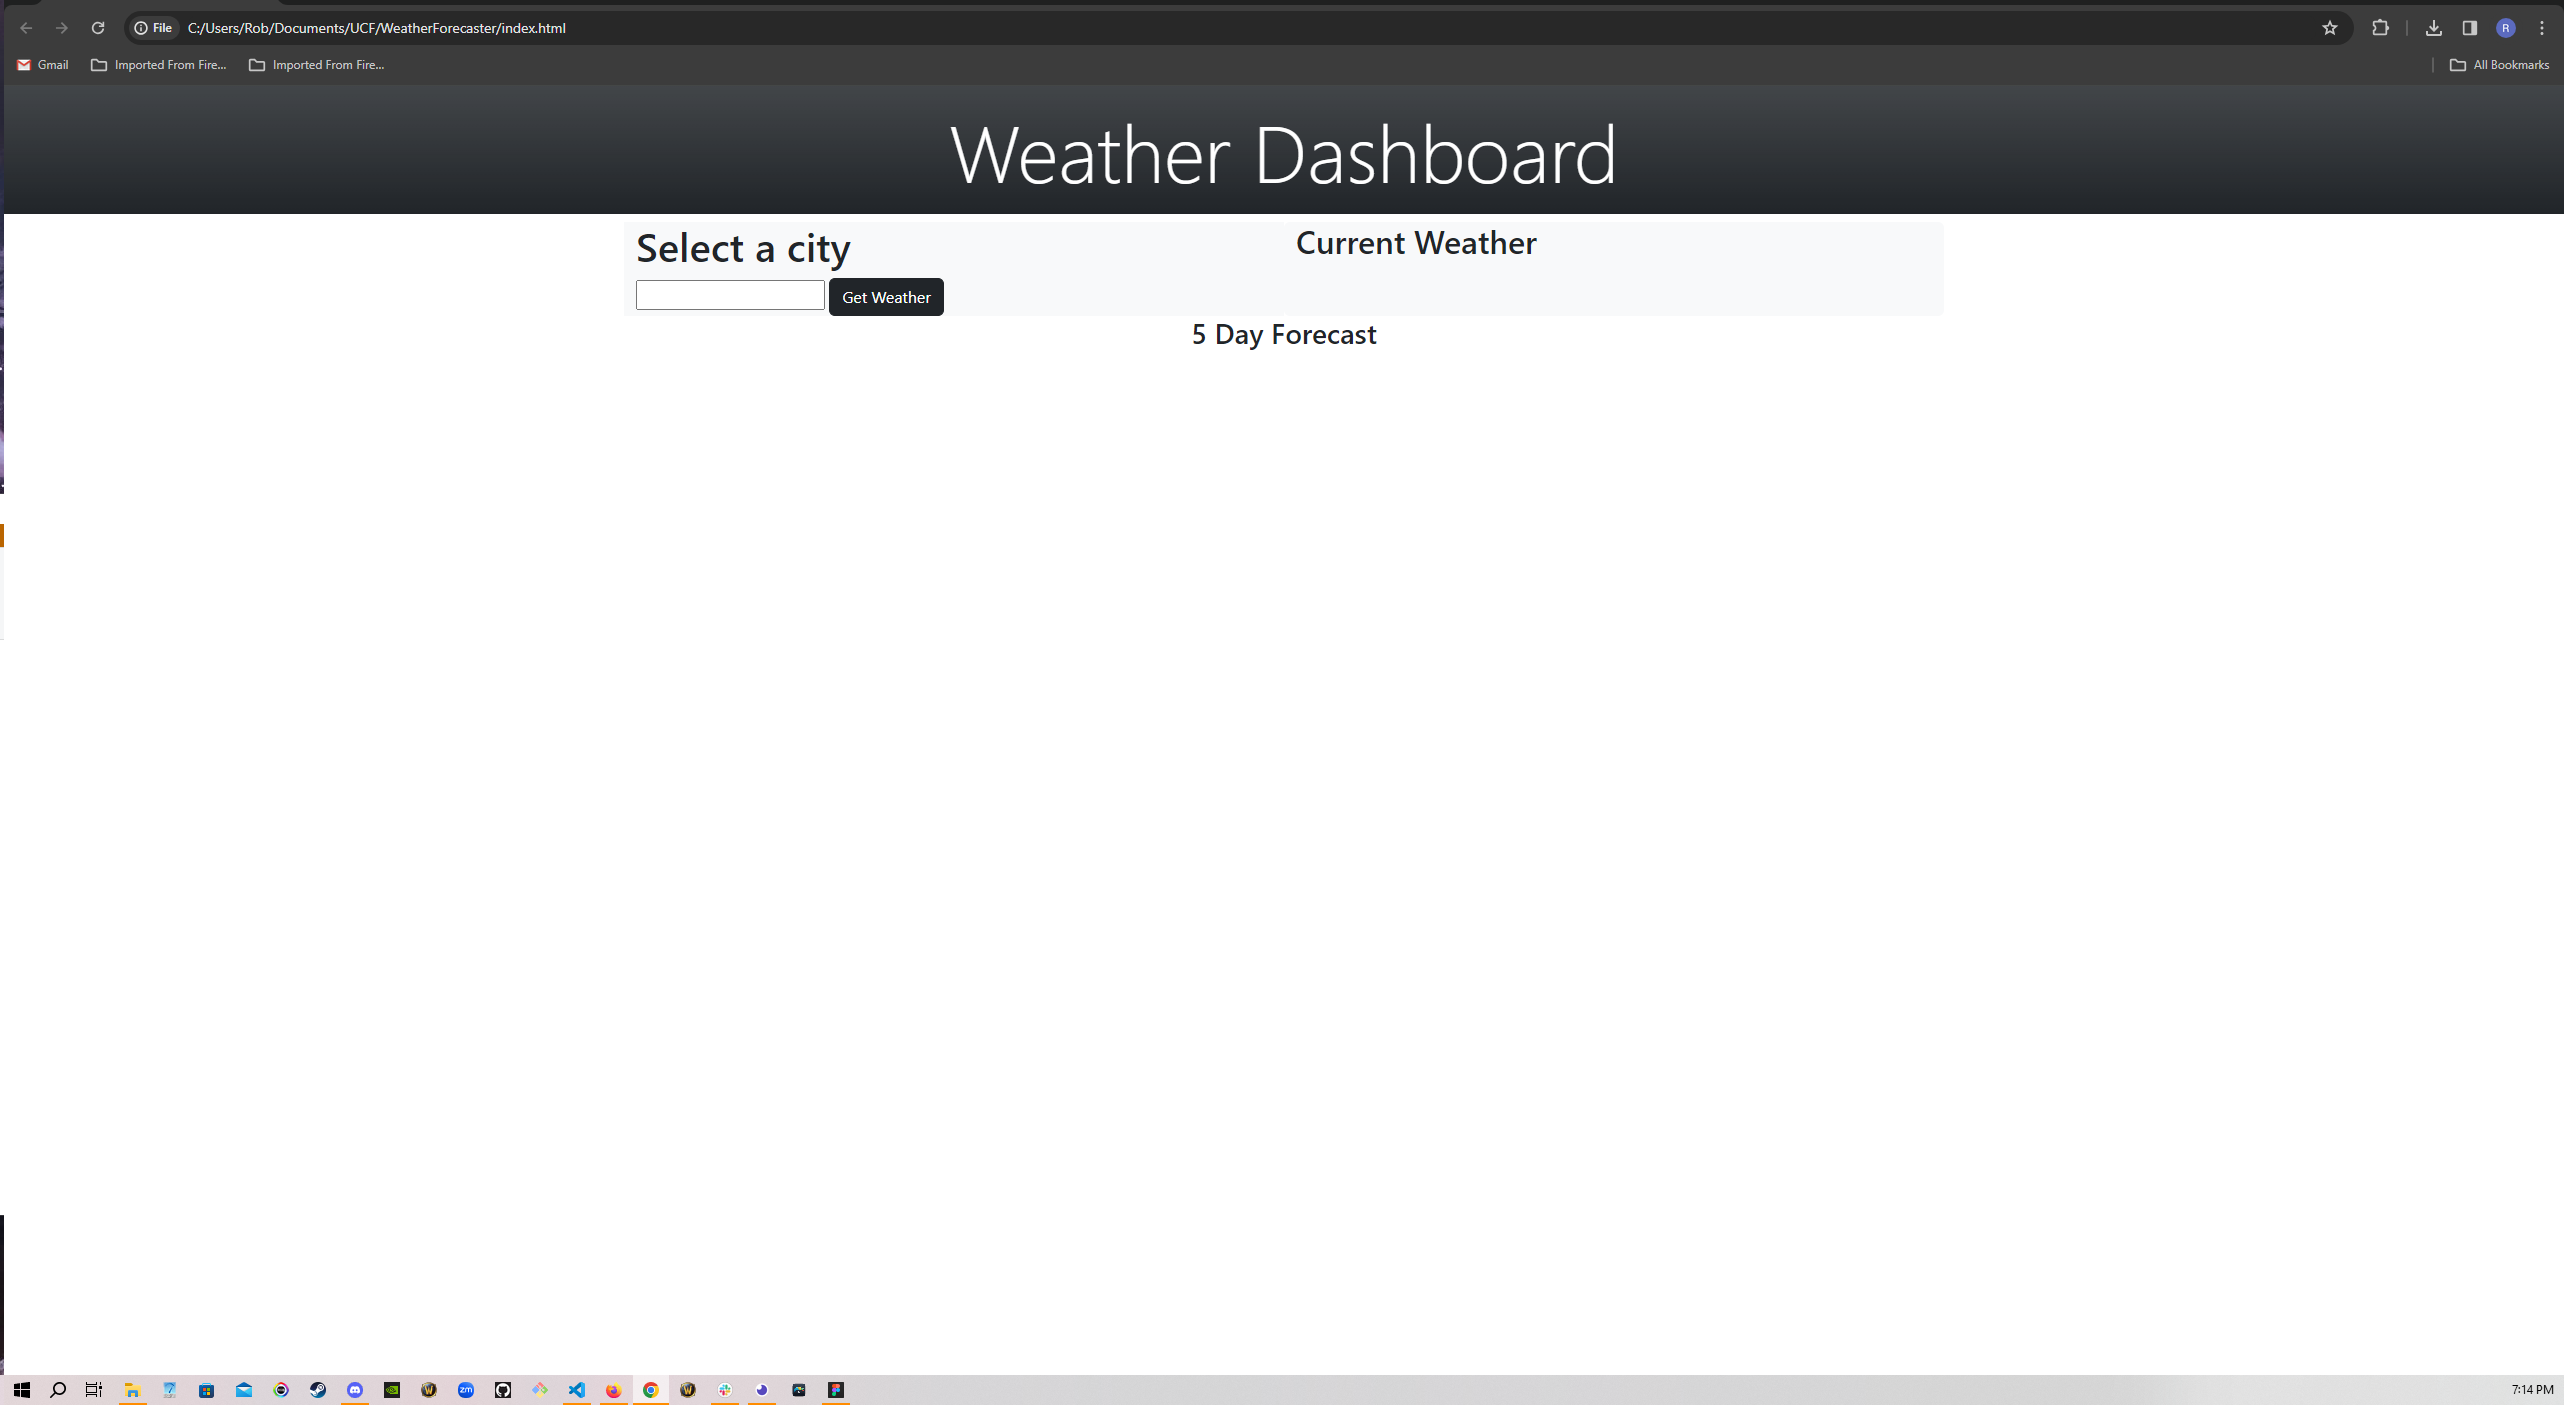 File C:/Users/Rob/Documents/UCF/WeatherForecaster/index.html
R
Gmail Imported From Fire... Imported From Fire... All Bookmarks
Weather Dashboard
Select a city
Current Weather
Get Weather
5 Day Forecast
W zm W
7:14 PM